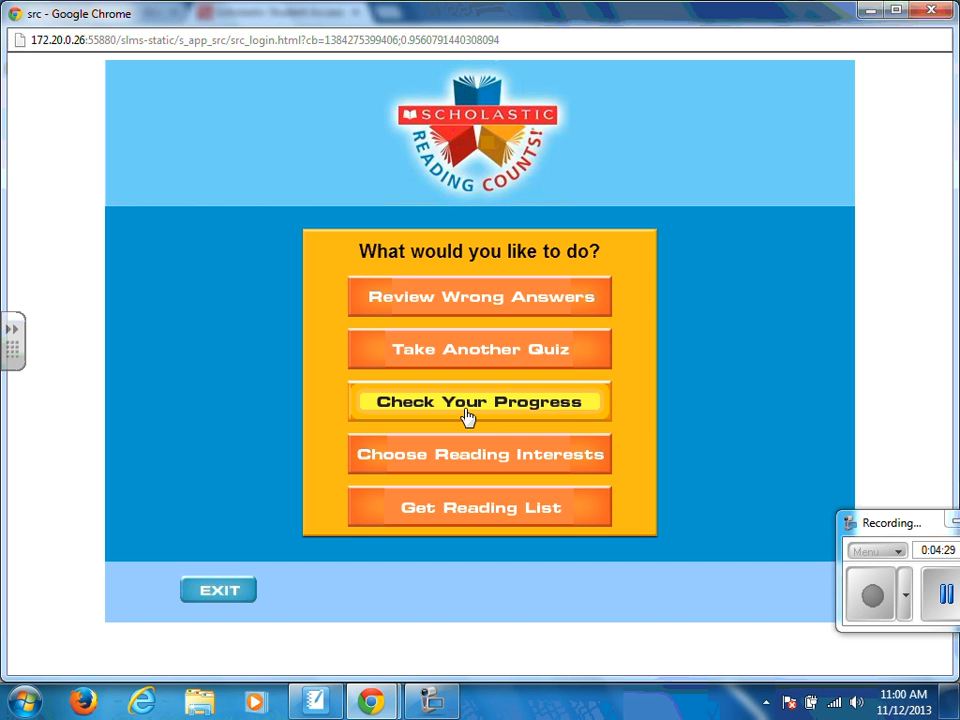 src - Google Chrome
172.20.0.26:55880/slms-static/s_app_src/src_login.html?cb=1384275399406;0.9560791440308094
SCHOLASTIC
READING COUNTS!
What would you like to do?
Review Wrong Answers
Take Another Quiz
Check Your Progress
Choose Reading Interests
Get Reading List
EXIT
Recording...
Menu
0:04:29
11:00 AM
11/12/2013